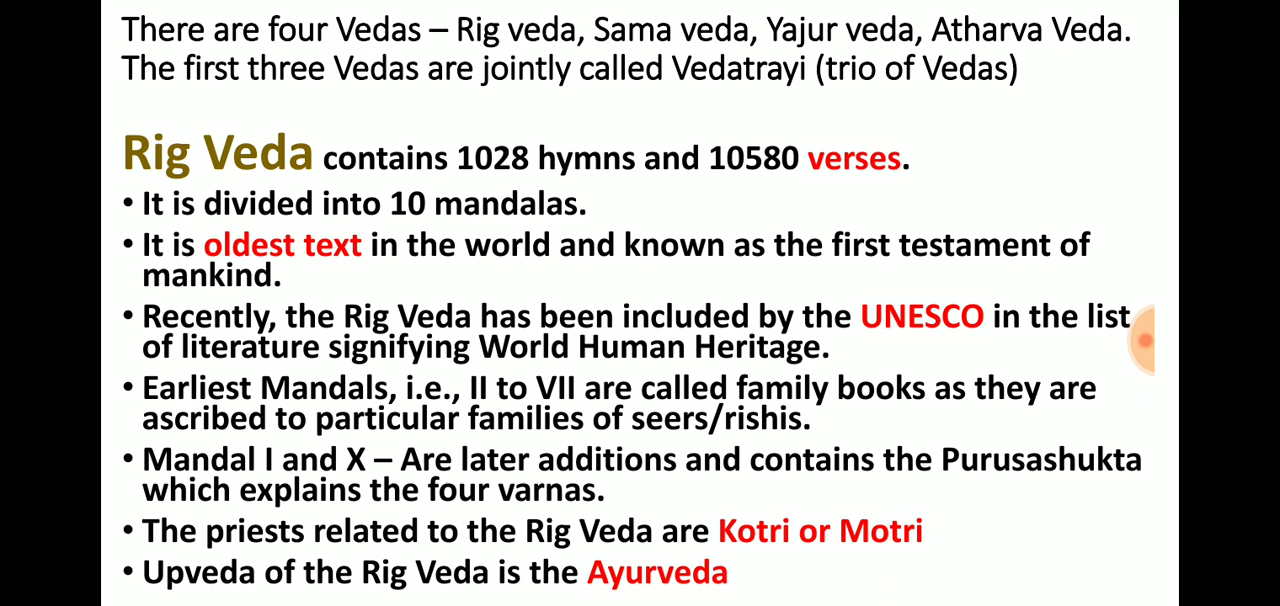 There are four Vedas – Rig veda, Sama veda, Yajur veda, Atharva Veda.
The first three Vedas are jointly called Vedatrayi (trio of Vedas)
Rig Veda contains 1028 hymns and 10580 verses.
• It is divided into 10 mandalas.
• It is oldest text in the world and known as the first testament of
mankind.
• Recently, the Rig Veda has been included by the UNESCO in the list
of literature signifying World Human Heritage.
• Earliest Mandals, i.e., II to VII are called family books as they are
ascribed to particular families of seers/rishis.
• Mandal I and X – Are later additions and contains the Purusashukta
which explains the four varnas.
• The priests related to the Rig Veda are Kotri or Motri
• Upveda of the Rig Veda is the Ayurveda